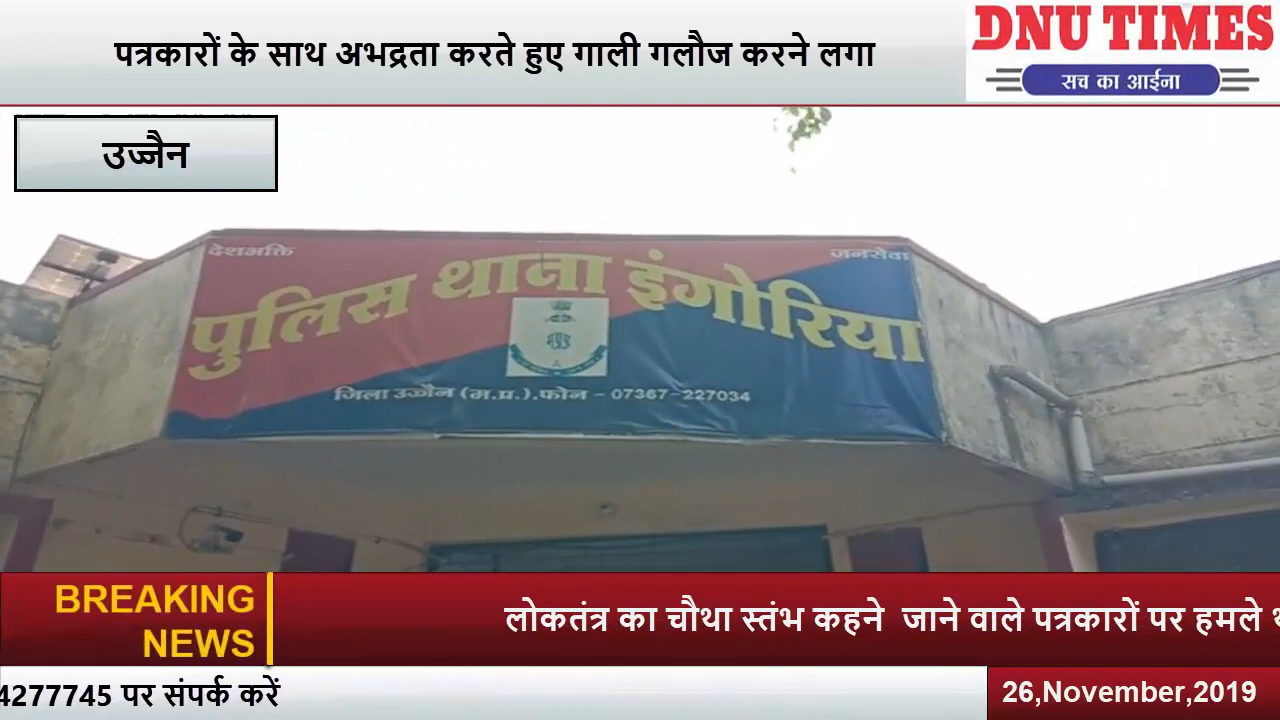 पत्रकारों के साथ अभद्रता करते हुए गाली गलौज करने लगा
DNU TIMES
सच का आईना
उज्जैन
देशभक्ति
जनसेवा
पुलिस थाना इंगोरिया
जिला उज्जैन (म.प्र.).फोन - 07367-227034
BREAKING
NEWS
लोकतंत्र का चौथा स्तंभ कहने जाने वाले पत्रकारों पर हमले
4277745 पर संपर्क करें
26,November,2019